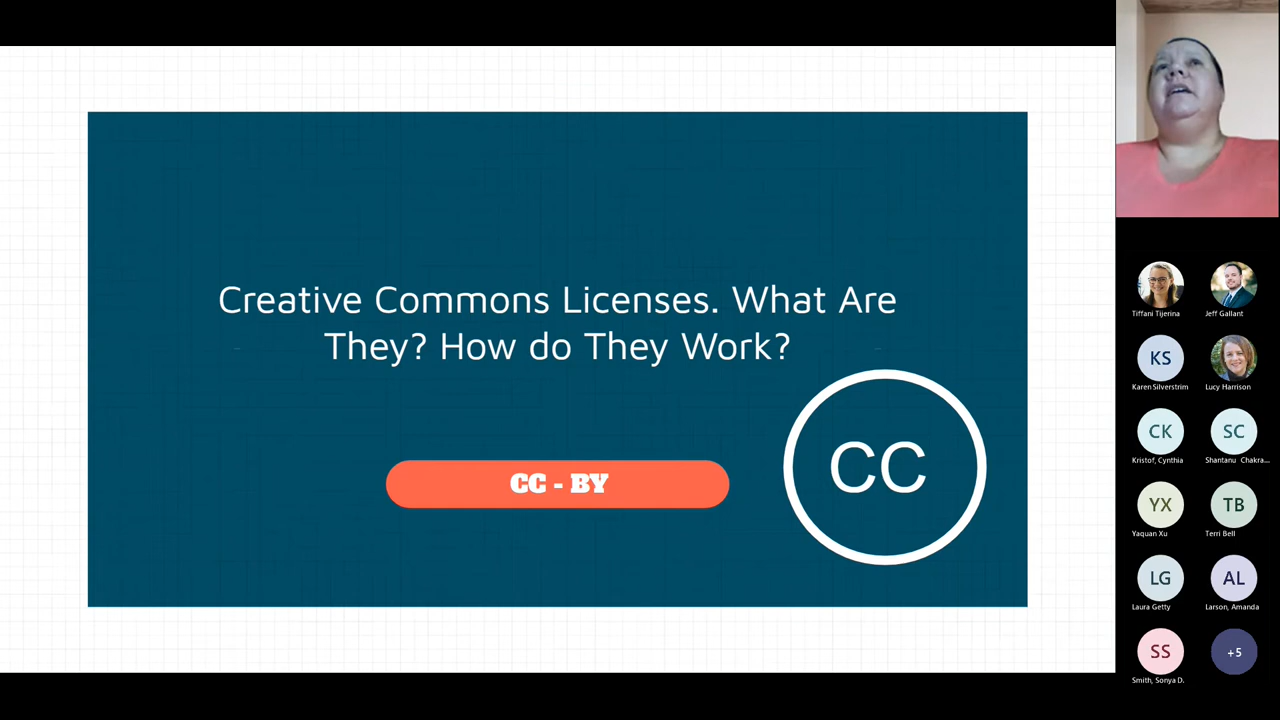 Creative Commons Licenses. What Are
They? How do They Work?
CC - BY
CC
Tiffani Tijerina
Jeff Gallant
KS
Karen Silverstrim
Lucy Harrison
CK
Kristof, Cynthia
SC
Shantanu Chakra...
YX
Yaquan Xu
TB
Terri Bell
LG
Laura Getty
AL
Larson, Amanda
SS
Smith, Sonya D.
+5